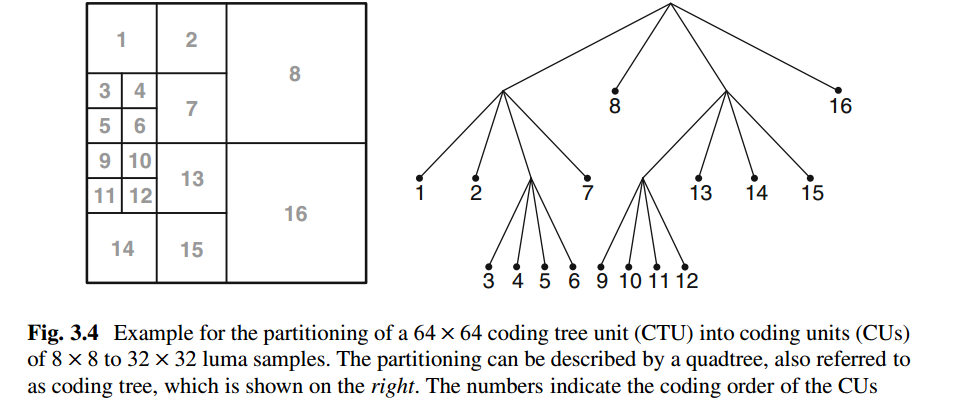 1 2
8
3 4
7
5 6
9 10
13
11 12
16
14 15
8 16
1 2 7 13 14 15
3 4 5 6 9 10 11 12
Fig. 3.4 Example for the partitioning of a 64 × 64 coding tree unit (CTU) into coding units (CUs)
of 8 × 8 to 32 × 32 luma samples. The partitioning can be described by a quadtree, also referred to
as coding tree, which is shown on the right. The numbers indicate the coding order of the CUs